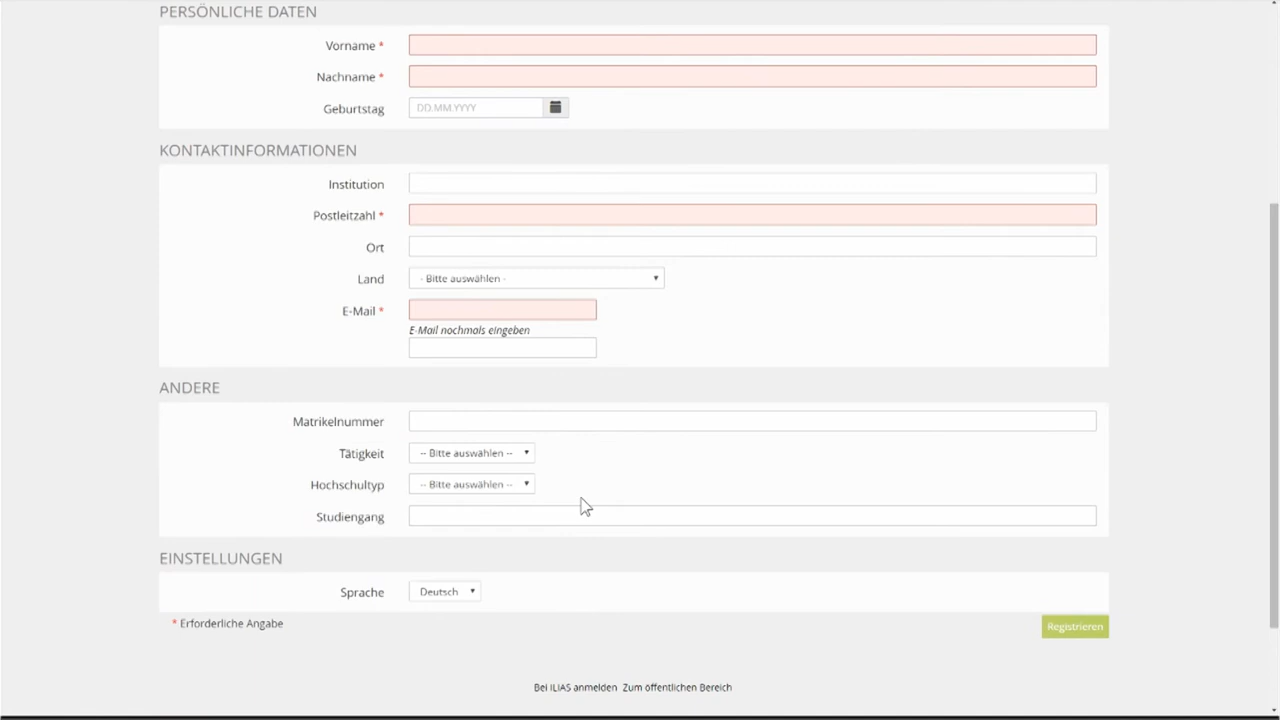 PERSÖNLICHE DATEN
Vorname *
Nachname *
Geburtstag DD.MM.YYYY
KONTAKTINFORMATIONEN
Institution
Postleitzahl *
Ort
Land - Bitte auswählen -
E-Mail *
E-Mail nochmals eingeben
ANDERE
Matrikelnummer
Tätigkeit -- Bitte auswählen --
Hochschultyp -- Bitte auswählen --
Studiengang
EINSTELLUNGEN
Sprache Deutsch
* Erforderliche Angabe
Registrieren
Bei ILIAS anmelden Zum öffentlichen Bereich